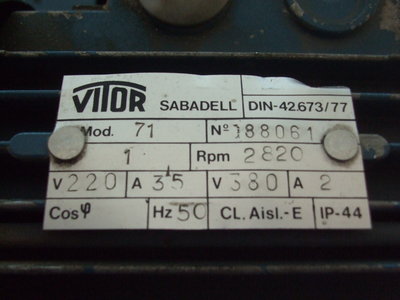 VITOR SABADELL DIN-42.673/77
Mod. 71 Nº 188061
1 Rpm 2820
V 220 A 3'5 V 380 A 2
Cosφ Hz 50 CL. Aisl.-E IP-44